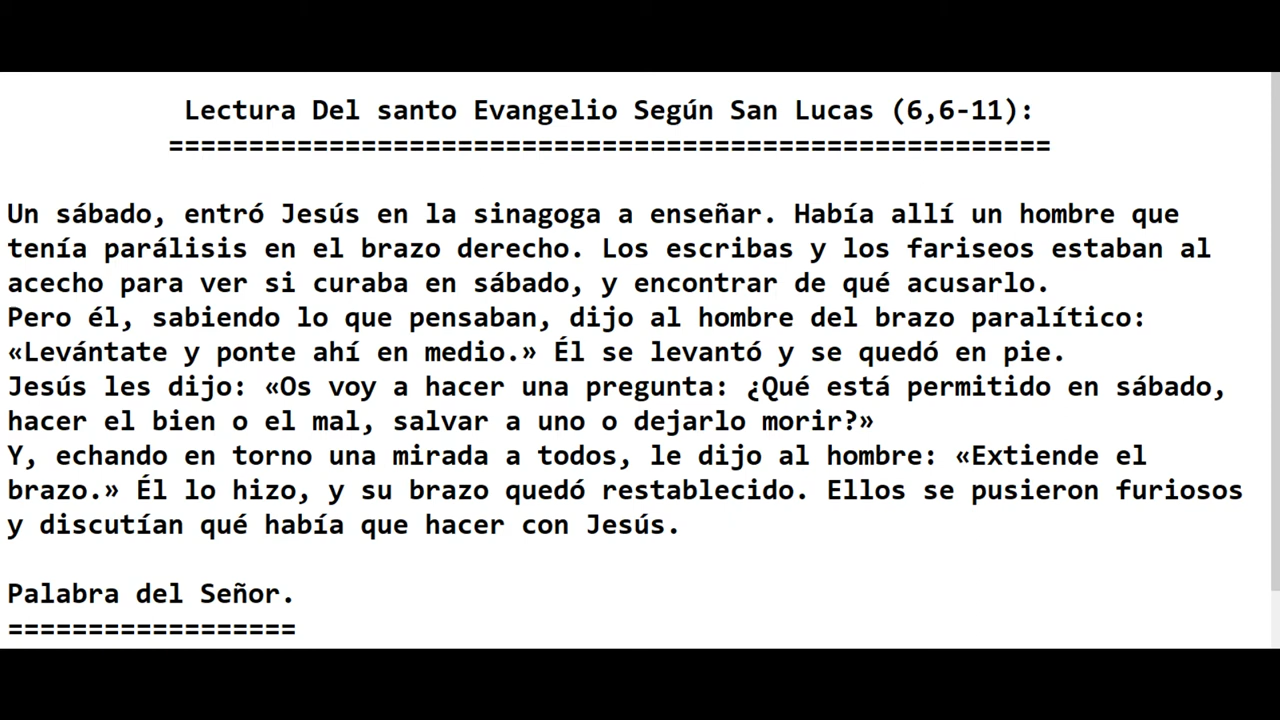 Lectura Del santo Evangelio Según San Lucas (6,6-11):
=======================================================
Un sábado, entró Jesús en la sinagoga a enseñar. Había allí un hombre que
tenía parálisis en el brazo derecho. Los escribas y los fariseos estaban al
acecho para ver si curaba en sábado, y encontrar de qué acusarlo.
Pero él, sabiendo lo que pensaban, dijo al hombre del brazo paralítico:
«Levántate y ponte ahí en medio.» Él se levantó y se quedó en pie.
Jesús les dijo: «Os voy a hacer una pregunta: ¿Qué está permitido en sábado,
hacer el bien o el mal, salvar a uno o dejarlo morir?»
Y, echando en torno una mirada a todos, le dijo al hombre: «Extiende el
brazo.» Él lo hizo, y su brazo quedó restablecido. Ellos se pusieron furiosos
y discutían qué había que hacer con Jesús.
Palabra del Señor.
==================